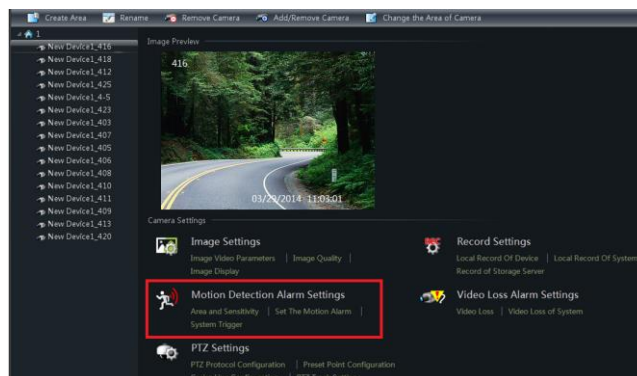 Create Area Rename Remove Camera Add/Remove Camera Change the Area of Camera
1
New Device1_416
New Device1_418
New Device1_412
New Device1_425
New Device1_4-5
New Device1_423
New Device1_403
New Device1_407
New Device1_405
New Device1_406
New Device1_408
New Device1_410
New Device1_411
New Device1_409
New Device1_413
New Device1_420
Image Preview
416
03/29/2014 11:03:01
Camera Settings
Image Settings
Image Video Parameters | Image Quality |
Image Display
Record Settings
Local Record Of Device | Local Record Of System
Record of Storage Server
Motion Detection Alarm Settings
Area and Sensitivity | Set The Motion Alarm |
System Trigger
Video Loss Alarm Settings
Video Loss | Video Loss of System
PTZ Settings
PTZ Protocol Configuration | Preset Point Configuration